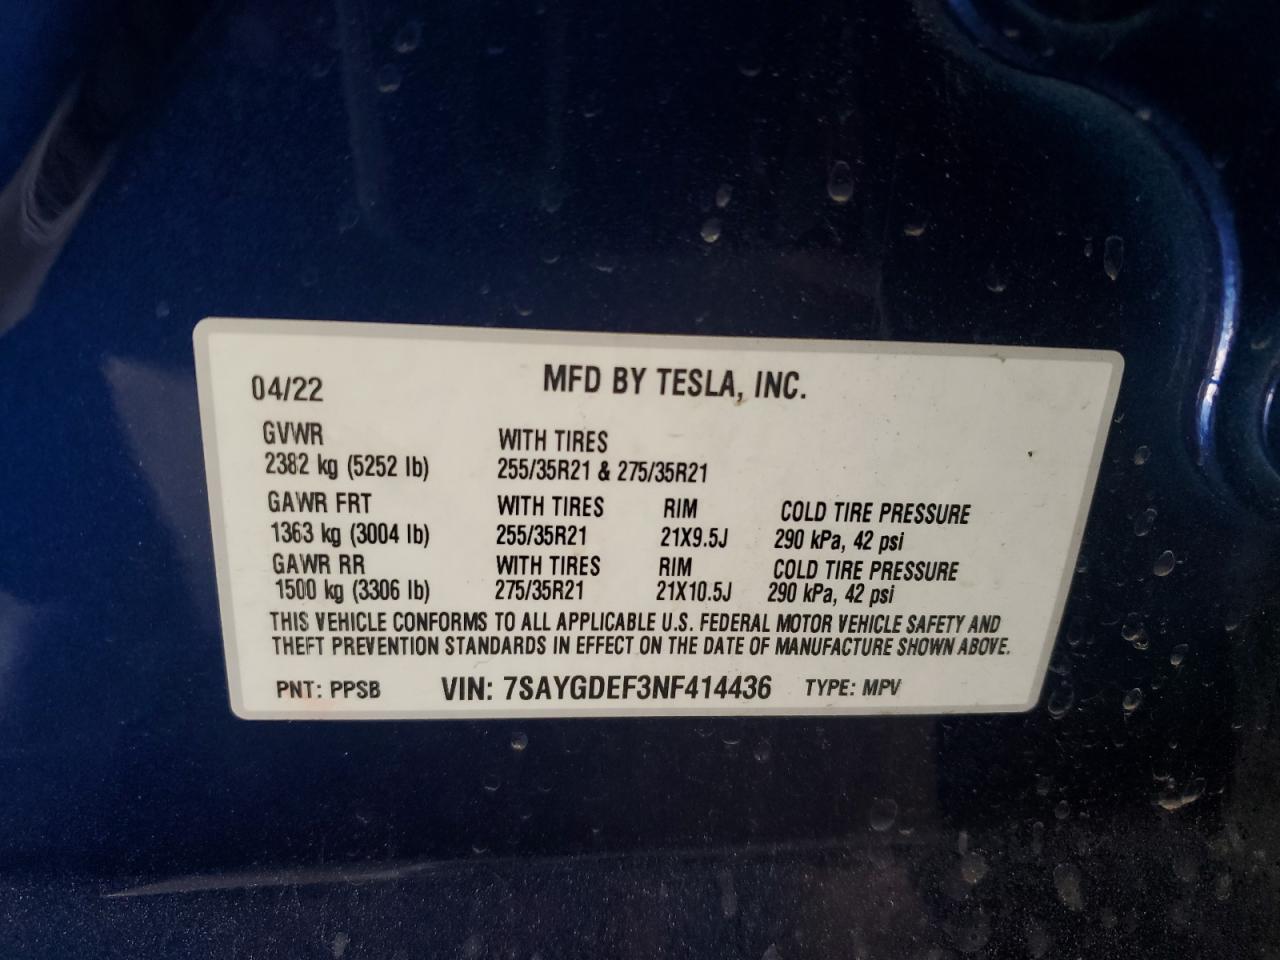 04/22 MFD BY TESLA, INC.
GVWR WITH TIRES
2382 kg (5252 lb) 255/35R21 & 275/35R21
GAWR FRT WITH TIRES RIM COLD TIRE PRESSURE
1363 kg (3004 lb) 255/35R21 21X9.5J 290 kPa, 42 psi
GAWR RR WITH TIRES RIM COLD TIRE PRESSURE
1500 kg (3306 lb) 275/35R21 21X10.5J 290 kPa, 42 psi
THIS VEHICLE CONFORMS TO ALL APPLICABLE U.S. FEDERAL MOTOR VEHICLE SAFETY AND
THEFT PREVENTION STANDARDS IN EFFECT ON THE DATE OF MANUFACTURE SHOWN ABOVE.
PNT: PPSB VIN: 7SAYGDEF3NF414436 TYPE: MPV